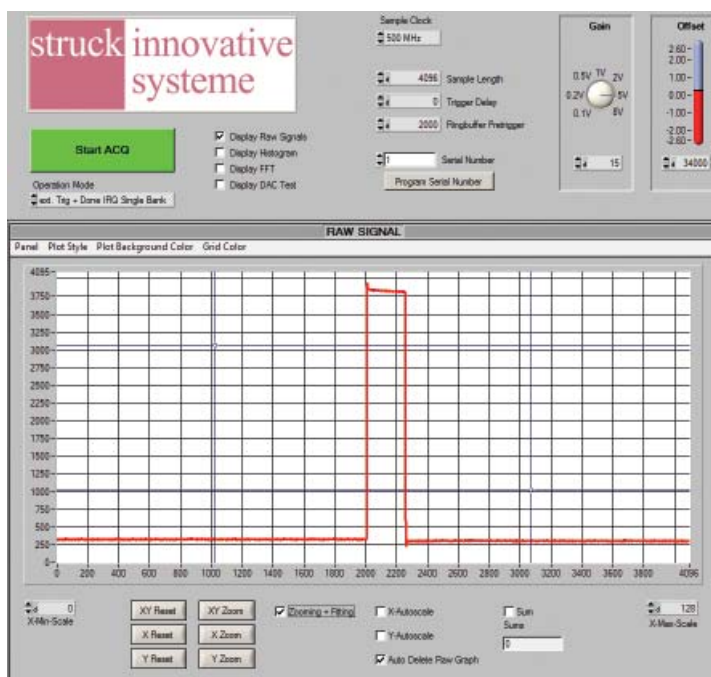 struck innovative
systeme
Start ACQ
Operation Mode
ext. Trig + Done IRQ Single Bank
Display Raw Signals
Display Histogram
Display FFT
Display DAC Test
Sample Clock
500 MHz
4096 Sample Length
0 Trigger Delay
2000 Ringbuffer Pretrigger
1 Serial Number
Program Serial Number
Gain
0.5V 1V 2V
0.2V 5V
0.1V 8V
15
Offset
2.60
2.00
1.00
0.00
-1.00
-2.00
-2.60
34000
RAW SIGNAL
Panel Plot Style Plot Background Color Grid Color
4095
3750
3500
3250
3000
2750
2500
2250
2000
1750
1500
1250
1000
750
500
250
0
0 200 400 600 800 1000 1200 1400 1600 1800 2000 2200 2400 2600 2800 3000 3200 3400 3600 3800 4096
0
X-Min-Scale
XY Reset XY Zoom
X Reset X Zoom
Y Reset Y Zoom
Zooming + Fitting
X-Autoscale
Y-Autoscale
Auto Delete Raw Graph
Sum
Sums
0
128
X-Max-Scale